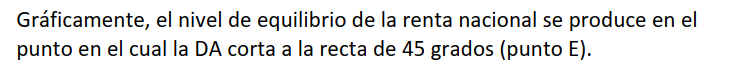 Gráficamente, el nivel de equilibrio de la renta nacional se produce en el
punto en el cual la DA corta a la recta de 45 grados (punto E).